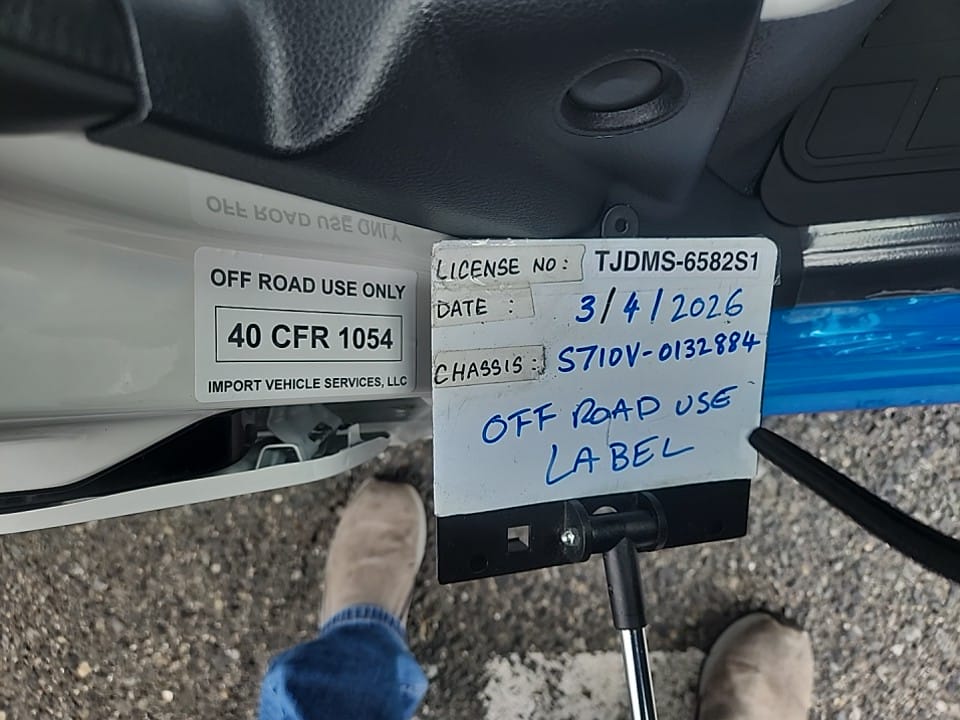 OFF ROAD USE ONLY
OFF ROAD USE ONLY
40 CFR 1054
IMPORT VEHICLE SERVICES, LLC
LICENSE NO: TJDMS-6582S1
DATE : 3/4/2026
CHASSIS: S710V-0132884
OFF ROAD USE
LABEL